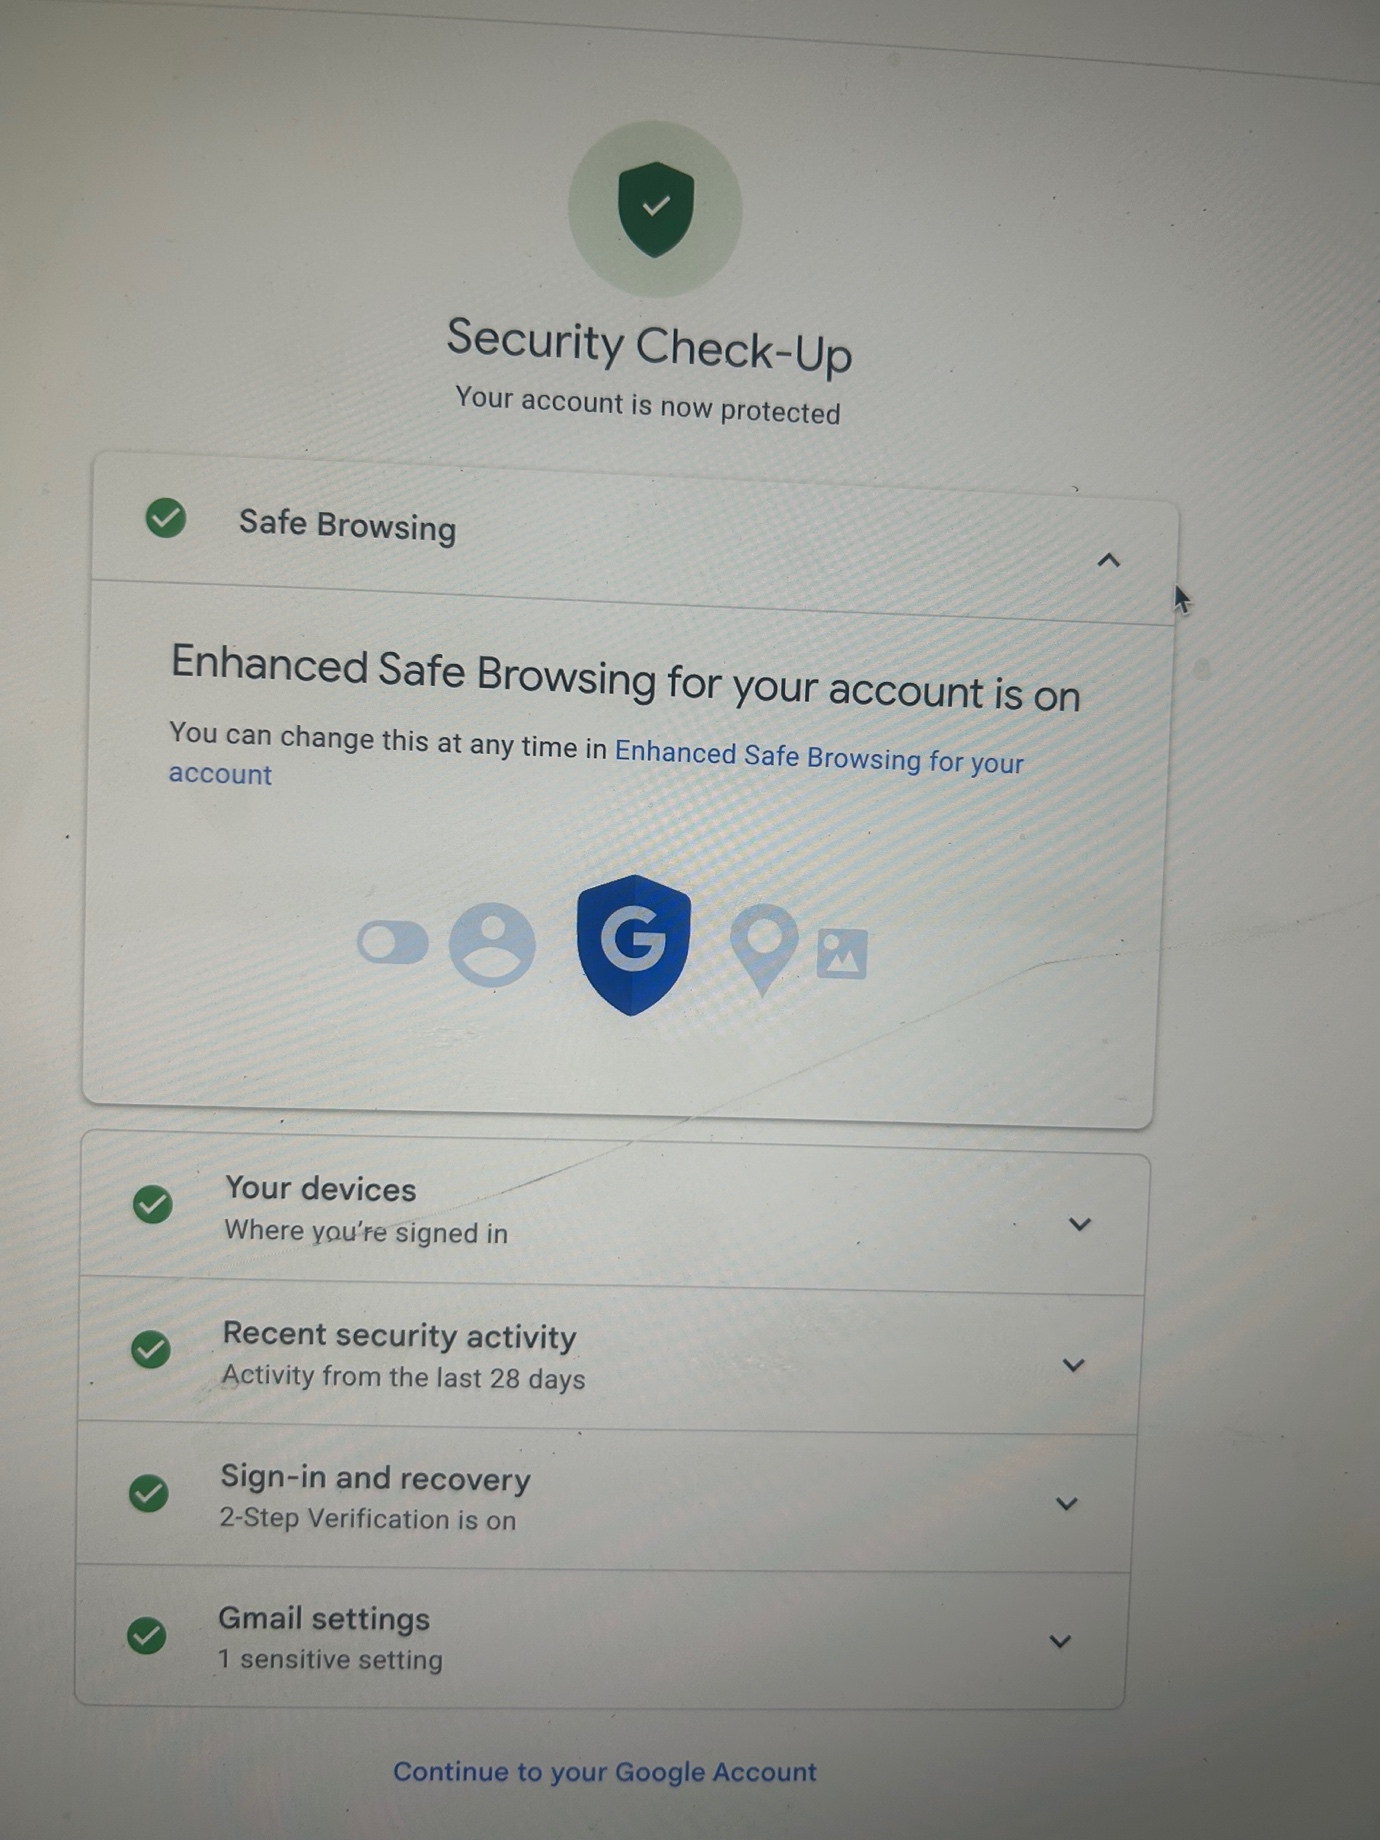 Security Check-Up
Your account is now protected
Safe Browsing
Enhanced Safe Browsing for your account is on
You can change this at any time in Enhanced Safe Browsing for your
account
G
Your devices
Where you're signed in
Recent security activity
Activity from the last 28 days
Sign-in and recovery
2-Step Verification is on
Gmail settings
1 sensitive setting
Continue to your Google Account